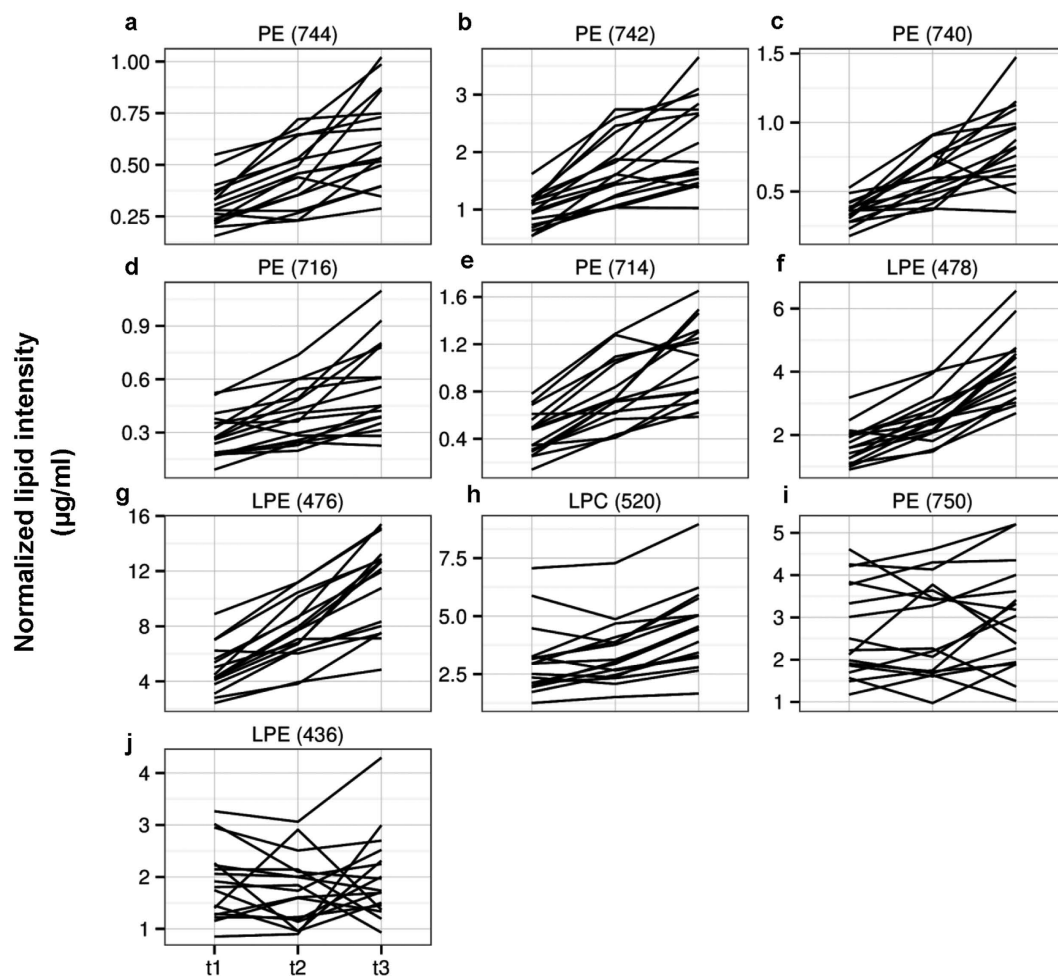 Normalized lipid intensity
(µg/ml)
a
PE (744)
1.00
0.75
0.50
0.25
b
PE (742)
3
2
1
c
PE (740)
1.5
1.0
0.5
d
PE (716)
0.9
0.6
0.3
e
PE (714)
1.6
1.2
0.8
0.4
f
LPE (478)
6
4
2
g
LPE (476)
16
12
8
4
h
LPC (520)
7.5
5.0
2.5
i
PE (750)
5
4
3
2
1
j
LPE (436)
4
3
2
1
t1 t2 t3